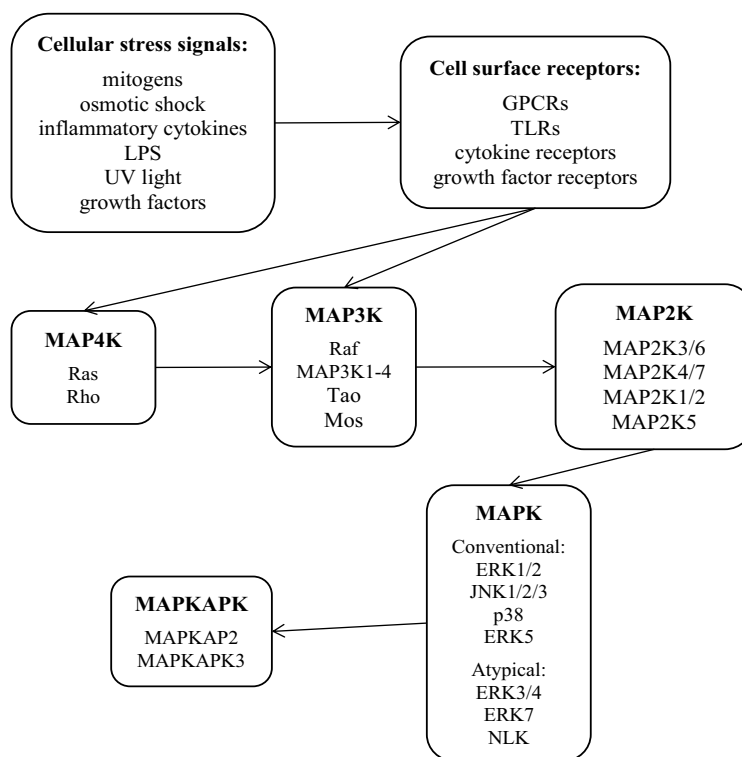 Cellular stress signals:
mitogens
osmotic shock
inflammatory cytokines
LPS
UV light
growth factors
Cell surface receptors:
GPCRs
TLRs
cytokine receptors
growth factor receptors
MAP4K
Ras
Rho
MAP3K
Raf
MAP3K1-4
Tao
Mos
MAP2K
MAP2K3/6
MAP2K4/7
MAP2K1/2
MAP2K5
MAPK
Conventional:
ERK1/2
JNK1/2/3
p38
ERK5
Atypical:
ERK3/4
ERK7
NLK
MAPKAPK
MAPKAP2
MAPKAPK3